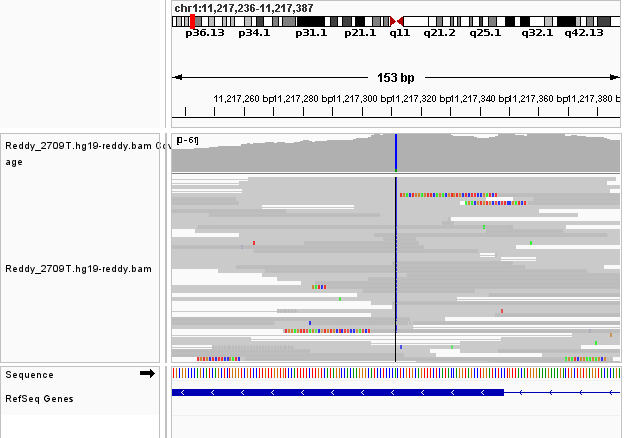 chr1:11,217,236-11,217,387
p36.13 p34.1 p31.1 p21.1 q11 q21.2 q25.1 q32.1 q42.13
153 bp
11,217,260 bp 11,217,280 bp 11,217,300 bp 11,217,320 bp 11,217,340 bp 11,217,360 bp 11,217,380 b
[0-61]
Reddy_2709T.hg19-reddy.bam Cov
age
Reddy_2709T.hg19-reddy.bam
Sequence
RefSeq Genes